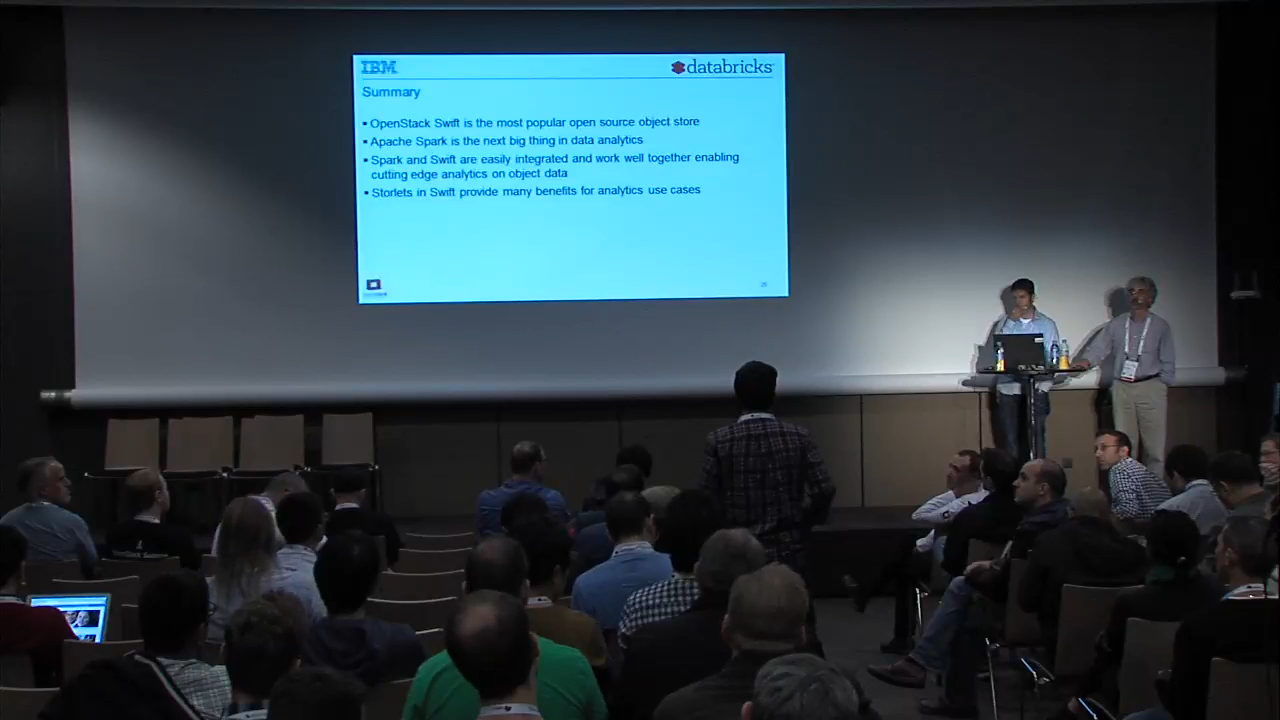 IBM
databricks
Summary
▪ OpenStack Swift is the most popular open source object store
▪ Apache Spark is the next big thing in data analytics
▪ Spark and Swift are easily integrated and work well together enabling
cutting edge analytics on object data
▪ Storlets in Swift provide many benefits for analytics use cases